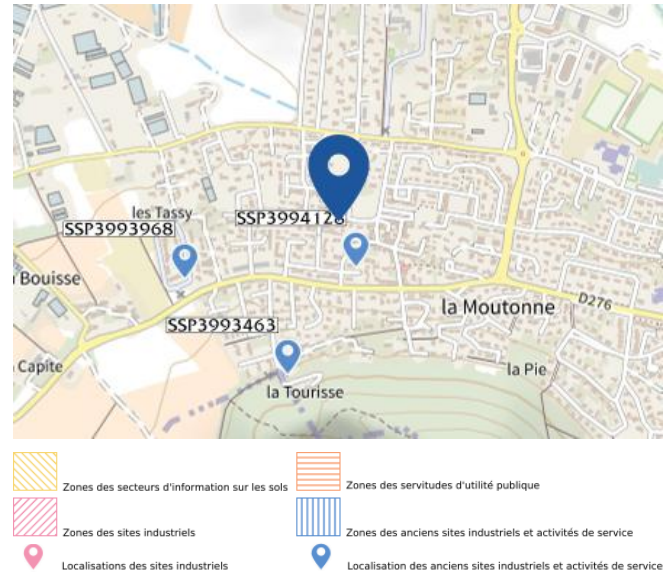 les Tassy
SSP3994128
SSP3993968
Bouisse
la Moutonne
D276
SSP3993463
Capite
la Pie
la Tourisse
Zones des secteurs d'information sur les sols
Zones des servitudes d'utilité publique
Zones des sites industriels
Zones des anciens sites industriels et activités de service
Localisations des sites industriels
Localisation des anciens sites industriels et activités de service